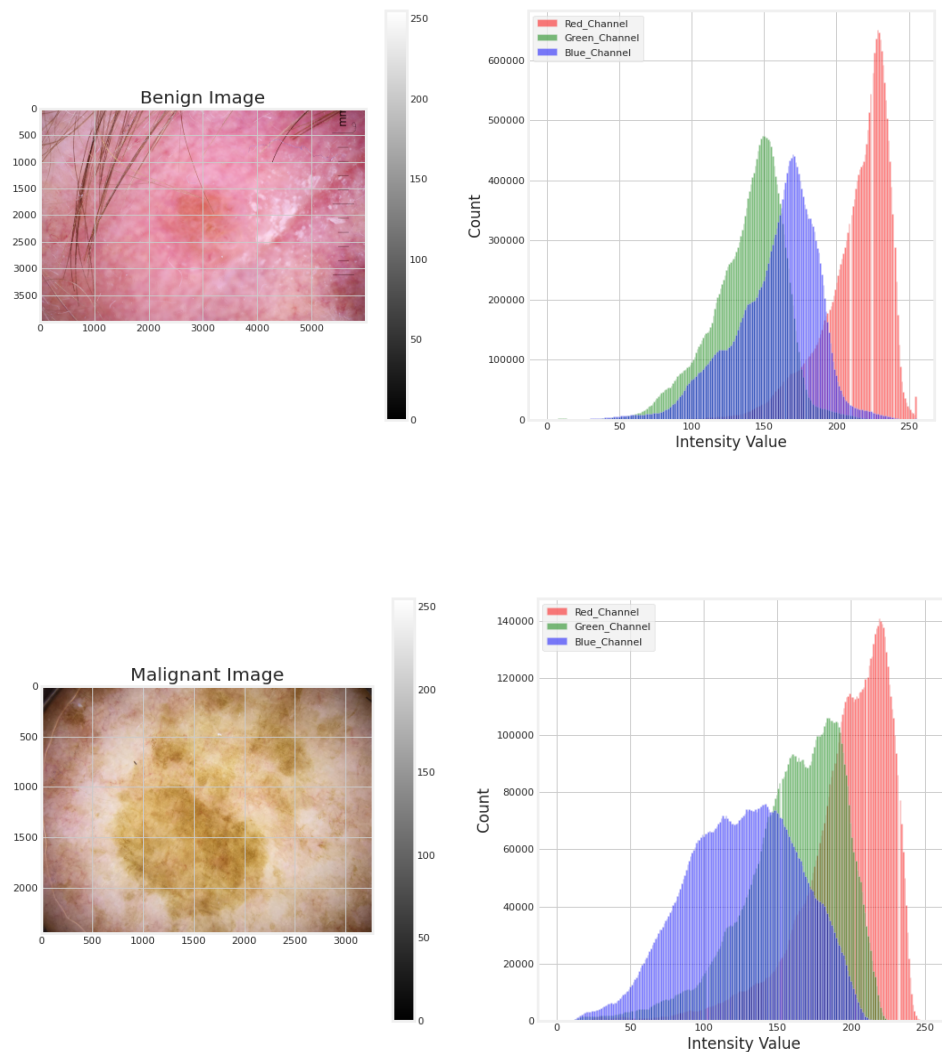 Benign Image
0
500
1000
1500
2000
2500
3000
3500
0 1000 2000 3000 4000 5000
mm
250
200
150
100
50
0
Red_Channel
Green_Channel
Blue_Channel
Count
600000
500000
400000
300000
200000
100000
0
0 50 100 150 200 250
Intensity Value
Malignant Image
0
500
1000
1500
2000
0 500 1000 1500 2000 2500 3000
250
200
150
100
50
0
Red_Channel
Green_Channel
Blue_Channel
Count
140000
120000
100000
80000
60000
40000
20000
0
0 50 100 150 200 250
Intensity Value